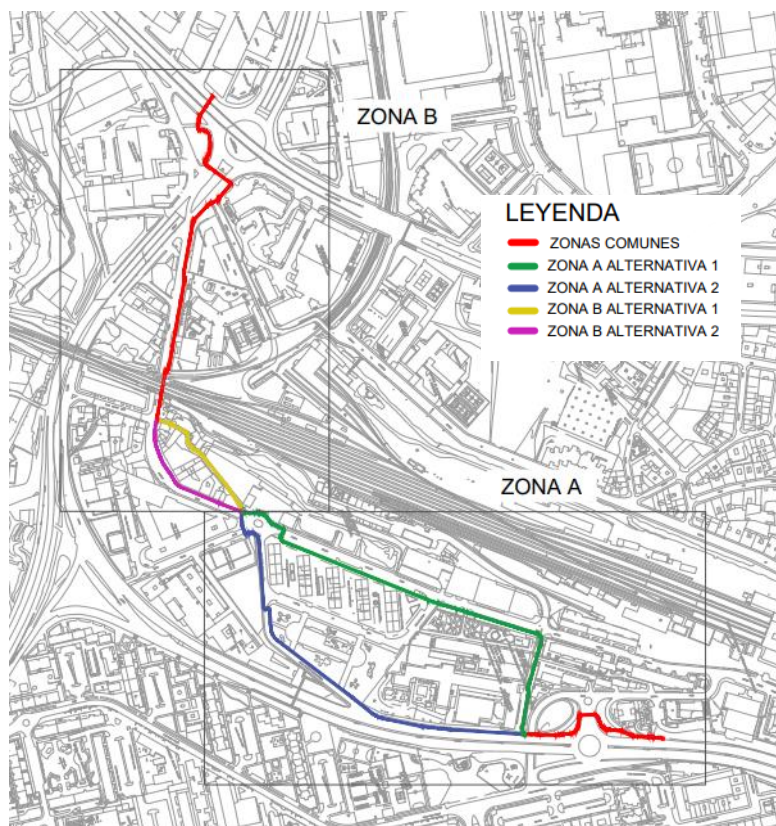 ZONA B
LEYENDA
ZONAS COMUNES
ZONA A ALTERNATIVA 1
ZONA A ALTERNATIVA 2
ZONA B ALTERNATIVA 1
ZONA B ALTERNATIVA 2
ZONA A